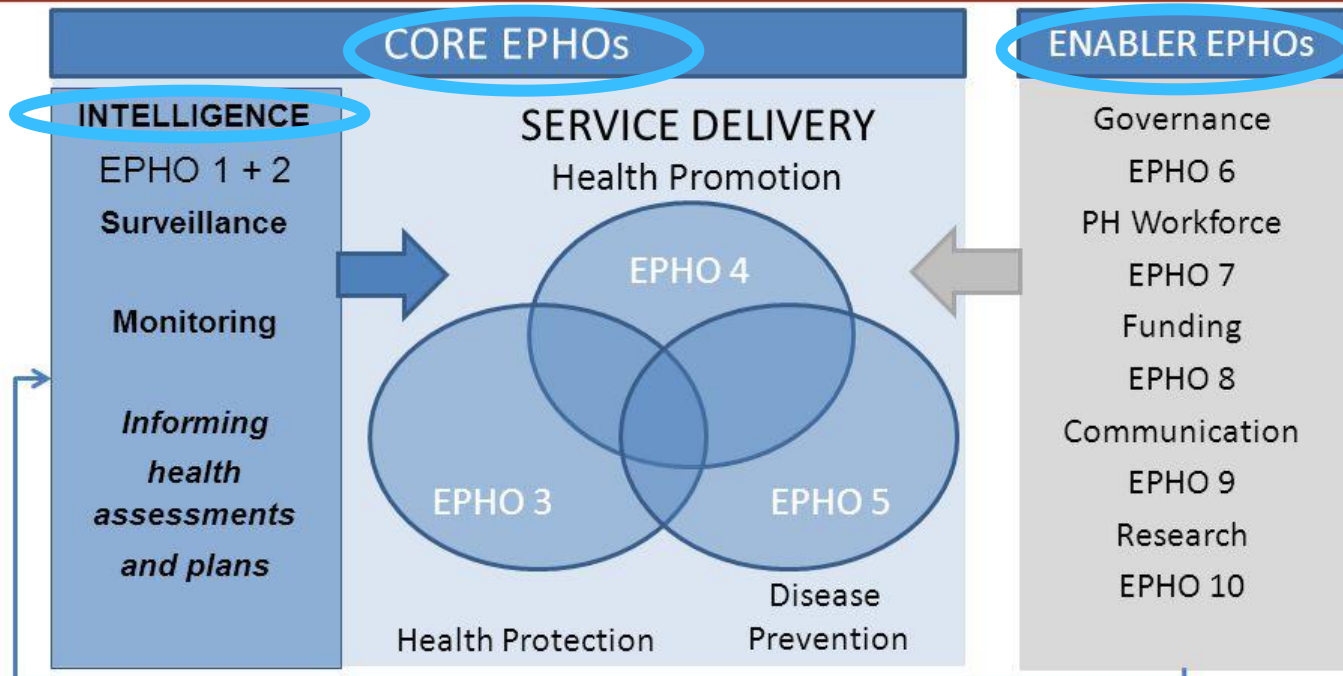 CORE EPHOs
INTELLIGENCE
EPHO 1 + 2
Surveillance
Monitoring
Informing
health
assessments
and plans
SERVICE DELIVERY
Health Promotion
EPHO 4
EPHO 3
EPHO 5
Health Protection
Disease
Prevention
ENABLER EPHOs
Governance
EPHO 6
PH Workforce
EPHO 7
Funding
EPHO 8
Communication
EPHO 9
Research
EPHO 10